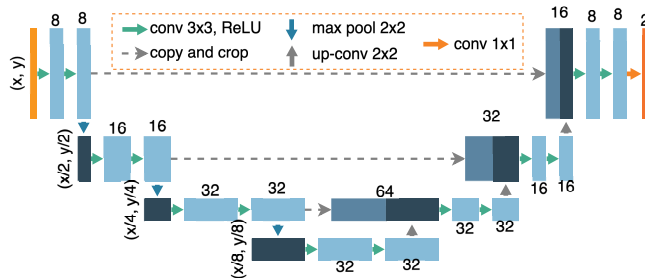 8 8
conv 3x3, ReLU
max pool 2x2
copy and crop
up-conv 2x2
conv 1x1
16 8 8 2
(x, y)
(x/2, y/2)
16 16
32
16 16
(x/4, y/4)
32 32
64
32 32
(x/8, y/8)
32 32